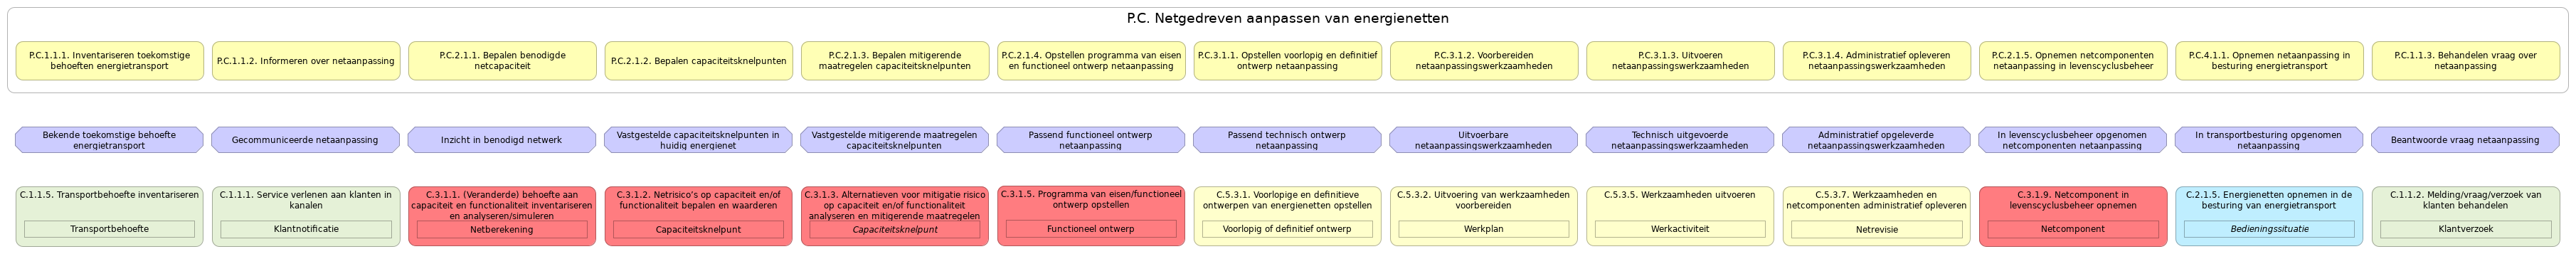 P.C. Netgedreven aanpassen van energienetten
P.C.1.1.1. Inventariseren toekomstige
behoeften energietransport
P.C.1.1.2. Informeren over netaanpassing
P.C.2.1.1. Bepalen benodigde
netcapaciteit
P.C.2.1.2. Bepalen capaciteitsknelpunten
P.C.2.1.3. Bepalen mitigerende
maatregelen capaciteitsknelpunten
P.C.2.1.4. Opstellen programma van eisen
en functioneel ontwerp netaanpassing
P.C.3.1.1. Opstellen voorlopig en definitief
ontwerp netaanpassing
P.C.3.1.2. Voorbereiden
netaanpassingswerkzaamheden
P.C.3.1.3. Uitvoeren
netaanpassingswerkzaamheden
P.C.3.1.4. Administratief opleveren
netaanpassingswerkzaamheden
P.C.2.1.5. Opnemen netcomponenten
netaanpassing in levenscyclusbeheer
P.C.4.1.1. Opnemen netaanpassing in
besturing energietransport
P.C.1.1.3. Behandelen vraag over
netaanpassing
Bekende toekomstige behoefte
energietransport
Gecommuniceerde netaanpassing
Inzicht in benodigd netwerk
Vastgestelde capaciteitsknelpunten in
huidig energienet
Vastgestelde mitigerende maatregelen
capaciteitsknelpunten
Passend functioneel ontwerp
netaanpassing
Passend technisch ontwerp
netaanpassing
Uitvoerbare
netaanpassingswerkzaamheden
Technisch uitgevoerde
netaanpassingswerkzaamheden
Administratief opgeleverde
netaanpassingswerkzaamheden
In levenscyclusbeheer opgenomen
netcomponenten netaanpassing
In transportbesturing opgenomen
netaanpassing
Beantwoorde vraag netaanpassing
C.1.1.5. Transportbehoefte inventariseren
Transportbehoefte
C.1.1.1. Service verlenen aan klanten in
kanalen
Klantnotificatie
C.3.1.1. (Veranderde) behoefte aan
capaciteit en functionaliteit inventariseren
en analyseren/simuleren
Netberekening
C.3.1.2. Netrisico's op capaciteit en/of
functionaliteit bepalen en waarderen
Capaciteitsknelpunt
C.3.1.3. Alternatieven voor mitigatie risico
op capaciteit en/of functionaliteit
analyseren en mitigerende maatregelen
Capaciteitsknelpunt
C.3.1.5. Programma van eisen/functioneel
ontwerp opstellen
Functioneel ontwerp
C.5.3.1. Voorlopige en definitieve
ontwerpen van energienetten opstellen
Voorlopig of definitief ontwerp
C.5.3.2. Uitvoering van werkzaamheden
voorbereiden
Werkplan
C.5.3.5. Werkzaamheden uitvoeren
Werkactiviteit
C.5.3.7. Werkzaamheden en
netcomponenten administratief opleveren
Netrevisie
C.3.1.9. Netcomponent in
levenscyclusbeheer opnemen
Netcomponent
C.2.1.5. Energienetten opnemen in de
besturing van energietransport
Bedieningssituatie
C.1.1.2. Melding/vraag/verzoek van
klanten behandelen
Klantverzoek